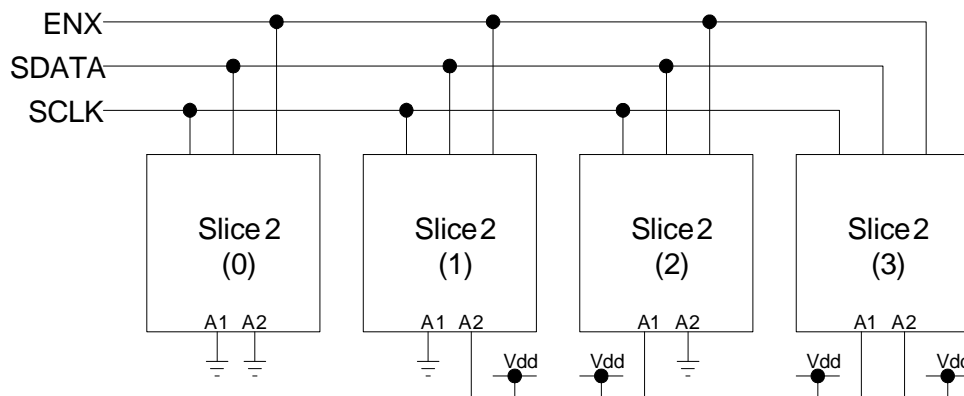 ENX
SDATA
SCLK
Slice2 Slice2 Slice2 Slice2
(0) (1) (2) (3)
A1 A2 A1 A2 A1 A2 A1 A2
Vdd Vdd Vdd Vdd